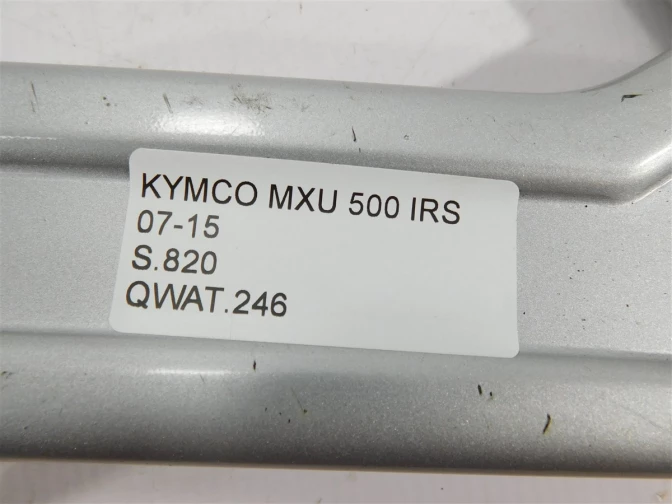 KYMCO MXU 500 IRS
07-15
S.820
QWAT.246